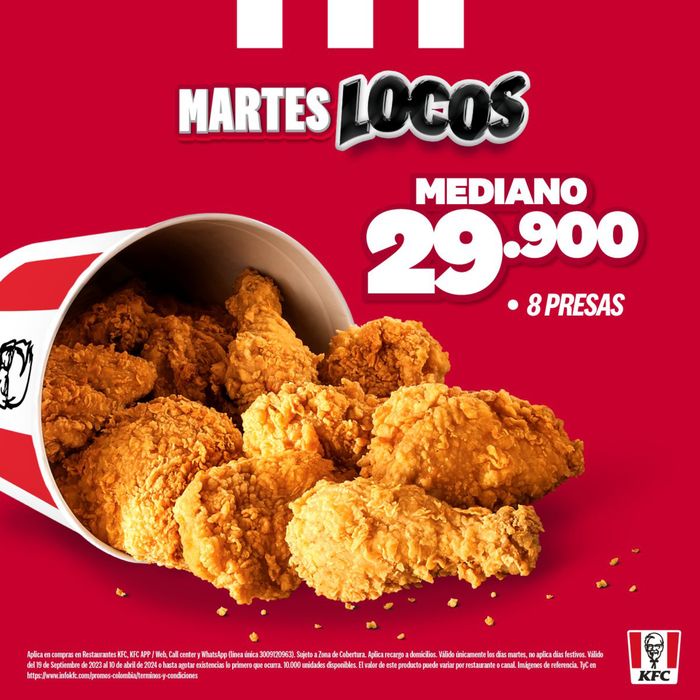 MARTES LOCOS
MEDIANO
29.900
• 8 PRESAS
Aplica en compras en Restaurantes KFC, KFC APP / Web, Call center y WhatsApp (línea única 3009120963). Sujeto a Zona de Cobertura. Aplica recargo a domicilios. Válido únicamente los días martes, no aplica días festivos. Válido
del 19 de Septiembre de 2023 al 10 de abril de 2024 o hasta agotar existencias lo primero que ocurra. 10.000 unidades disponibles. El valor de este producto puede variar por restaurante o canal. Imágenes de referencia. TyC en
https://www.infokfc.com/promos-colombia/terminos-y-condiciones
KFC